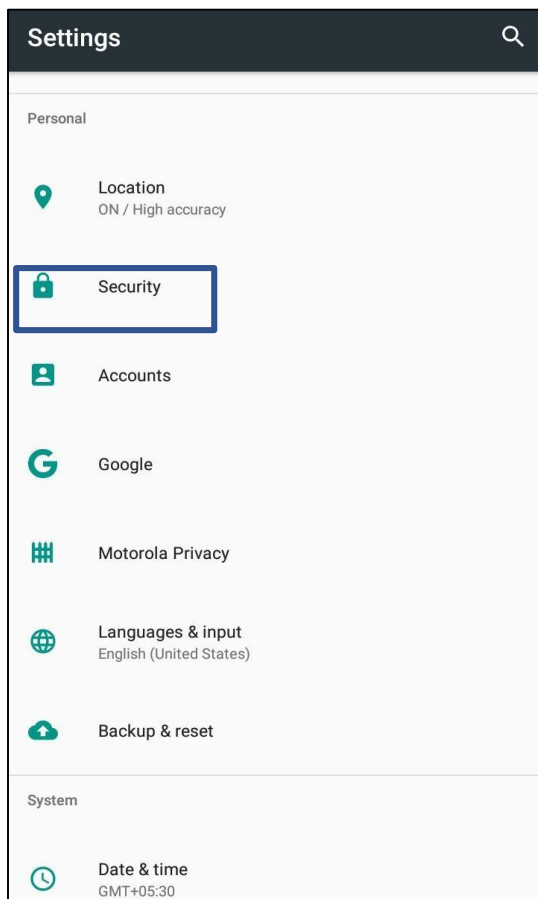 Settings
Personal
Location
ON / High accuracy
Security
Accounts
Google
Motorola Privacy
Languages & input
English (United States)
Backup & reset
System
Date & time
GMT+05:30